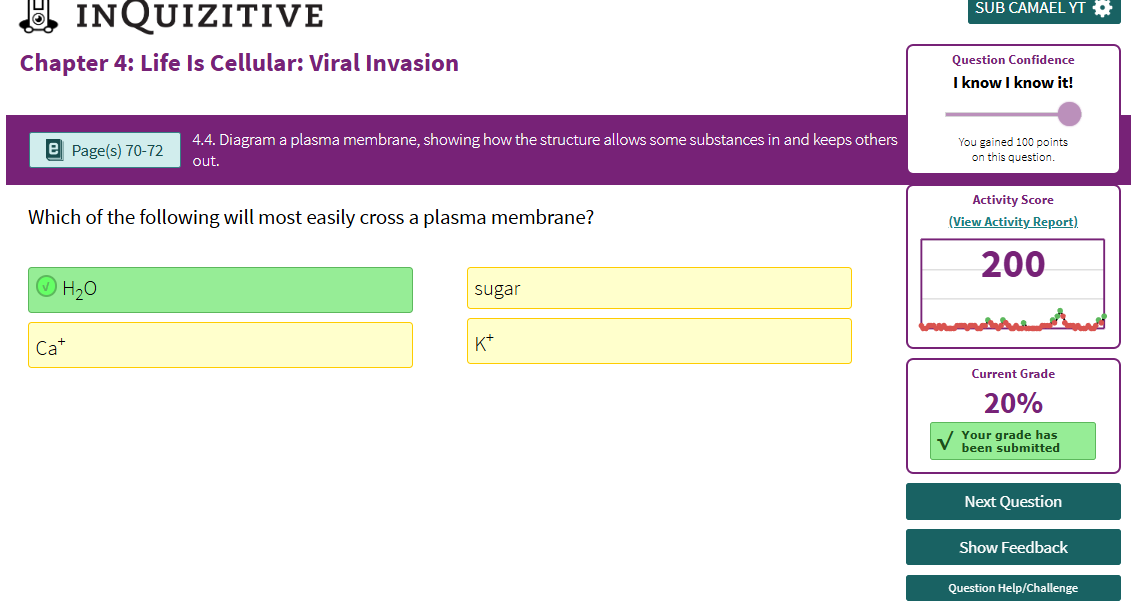 INQUIZITIVE
SUB CAMAEL YT
Chapter 4: Life Is Cellular: Viral Invasion
Question Confidence
I know I know it!
You gained 100 points
on this question.
Page(s) 70-72
4.4. Diagram a plasma membrane, showing how the structure allows some substances in and keeps others
out.
Which of the following will most easily cross a plasma membrane?
H₂O
sugar
Ca⁺
K⁺
Activity Score
(View Activity Report)
200
Current Grade
20%
Your grade has
been submitted
Next Question
Show Feedback
Question Help/Challenge